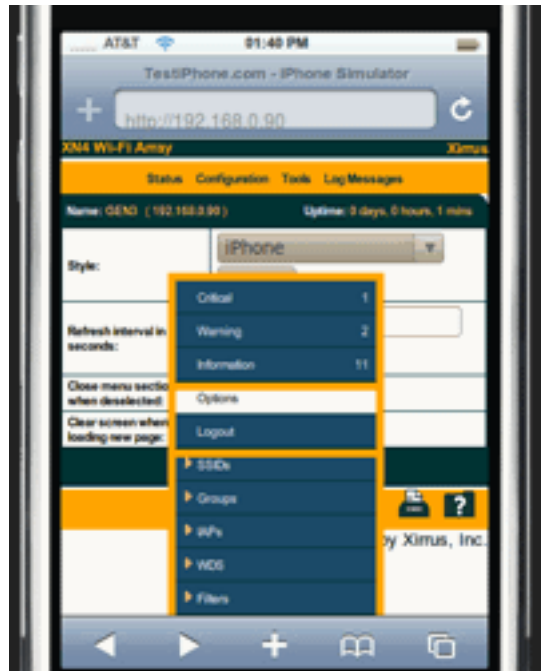 AT&T 01:40 PM
TestiPhone.com - iPhone Simulator
http://192.168.0.90
XN4 Wi-Fi Array Xirrus
Status Configuration Tools Log Messages
Name: GEN3 ( 192.168.0.90 ) Uptime: 0 days, 0 hours, 1 mins
Style: iPhone
Critical 1
Refresh interval in seconds:
Warning 2
Information 11
Close menu sectio
when deselected:
Options
Clear screen when
loading new page:
Logout
SSIDs
Groups
?
IAPs
by Xirrus, Inc.
WDS
Filters